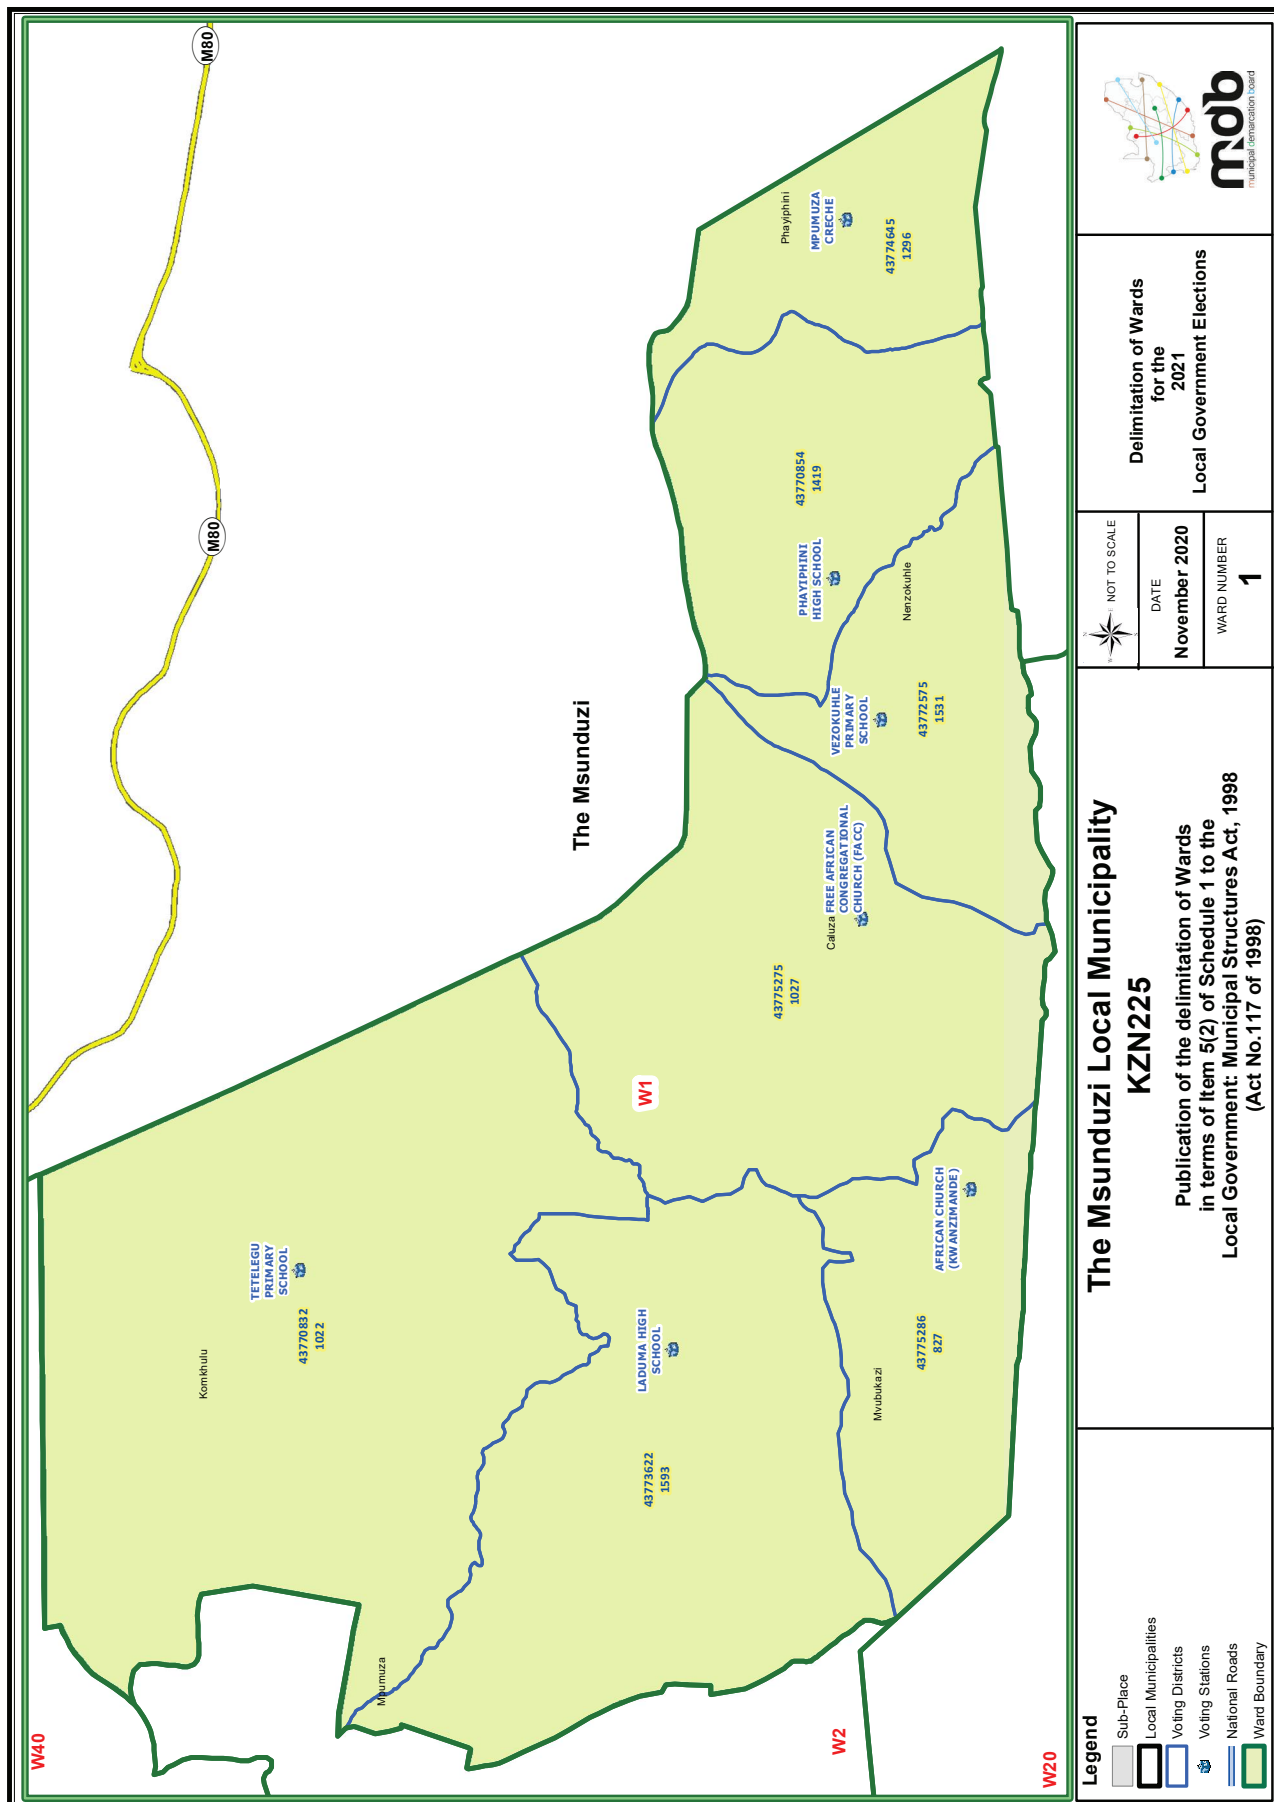 W40
W2
W20
W1
M80
M80
The Msunduzi
Komkhulu
TETELEGU
PRIMARY
SCHOOL
43770832
1022
Mpumuza
LADUMA HIGH
SCHOOL
43773622
1593
Mvubukazi
43775286
827
AFRICAN CHURCH
(KWANZIMANDE)
43775275
1027
Caluza
FREE AFRICAN
CONGREGATIONAL
CHURCH (FACC)
VEZOKUHLE
PRIMARY
SCHOOL
43772575
1531
Nenzokuhle
PHAYIPHINI
HIGH SCHOOL
43770854
1419
Phayiphini
MPUMUZA
CRECHE
43774645
1296
Legend
Sub-Place
Local Municipalities
Voting Districts
Voting Stations
National Roads
Ward Boundary
The Msunduzi Local Municipality
KZN225
Publication of the delimitation of Wards
in terms of Item 5(2) of Schedule 1 to the
Local Government: Municipal Structures Act, 1998
(Act No.117 of 1998)
N
W
E
S
NOT TO SCALE
DATE
November 2020
WARD NUMBER
1
Delimitation of Wards
for the
2021
Local Government Elections
mdb
municipal demarcation board